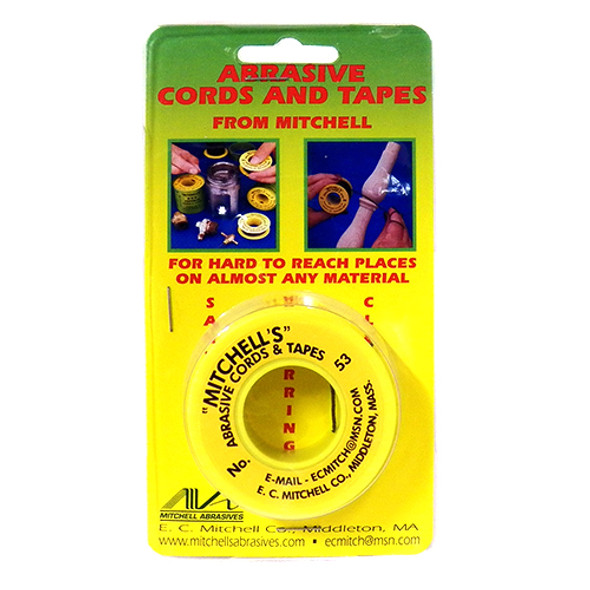 ABRASIVE
CORDS AND TAPES
FROM MITCHELL
FOR HARD TO REACH PLACES
ON ALMOST ANY MATERIAL
"MITCHELL'S"
ABRASIVE CORDS & TAPES
No. 53
E-MAIL - ECMITCH@MSN.COM
E. C. MITCHELL CO., MIDDLETON, MASS.
MITCHELL ABRASIVES
E. C. Mitchell Co., Middleton, MA
www.mitchellsabrasives.com • ecmitch@msn.com